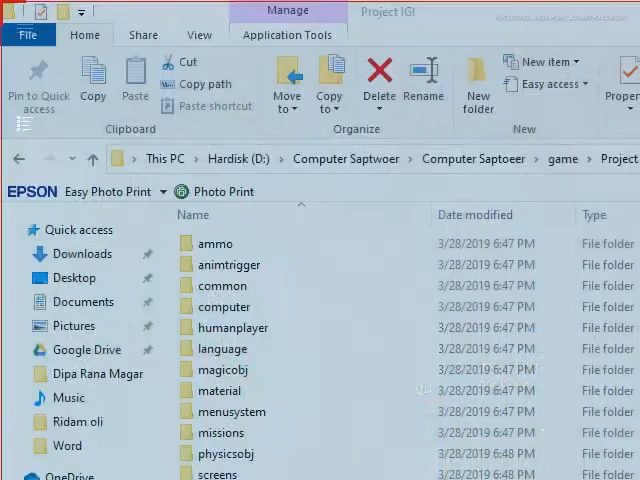 Manage
Project IGI
File
Home
Share
View
Application Tools
Pin to Quick
access
Copy
Paste
Cut
Copy path
Paste shortcut
Move
to
Copy
to
Delete
Rename
New
folder
New item
Easy access
Clipboard
Organize
New
This PC
Hardisk (D:)
Computer Saptwoer
Computer Saptoeer
game
Project
EPSON
Easy Photo Print
Photo Print
Name
Date modified
Type
Quick access
Downloads
Desktop
Documents
Pictures
Google Drive
Dipa Rana Magar
Music
Ridam oli
Word
OneDrive
ammo 3/28/2019 6:47 PM File folder
animtrigger 3/28/2019 6:47 PM File folder
common 3/28/2019 6:47 PM File folder
computer 3/28/2019 6:47 PM File folder
humanplayer 3/28/2019 6:47 PM File folder
language 3/28/2019 6:47 PM File folder
magicobj 3/28/2019 6:47 PM File folder
material 3/28/2019 6:47 PM File folder
menusystem 3/28/2019 6:47 PM File folder
missions 3/28/2019 6:47 PM File folder
physicsobj 3/28/2019 6:48 PM File folder
screens 3/28/2019 6:48 PM File folder